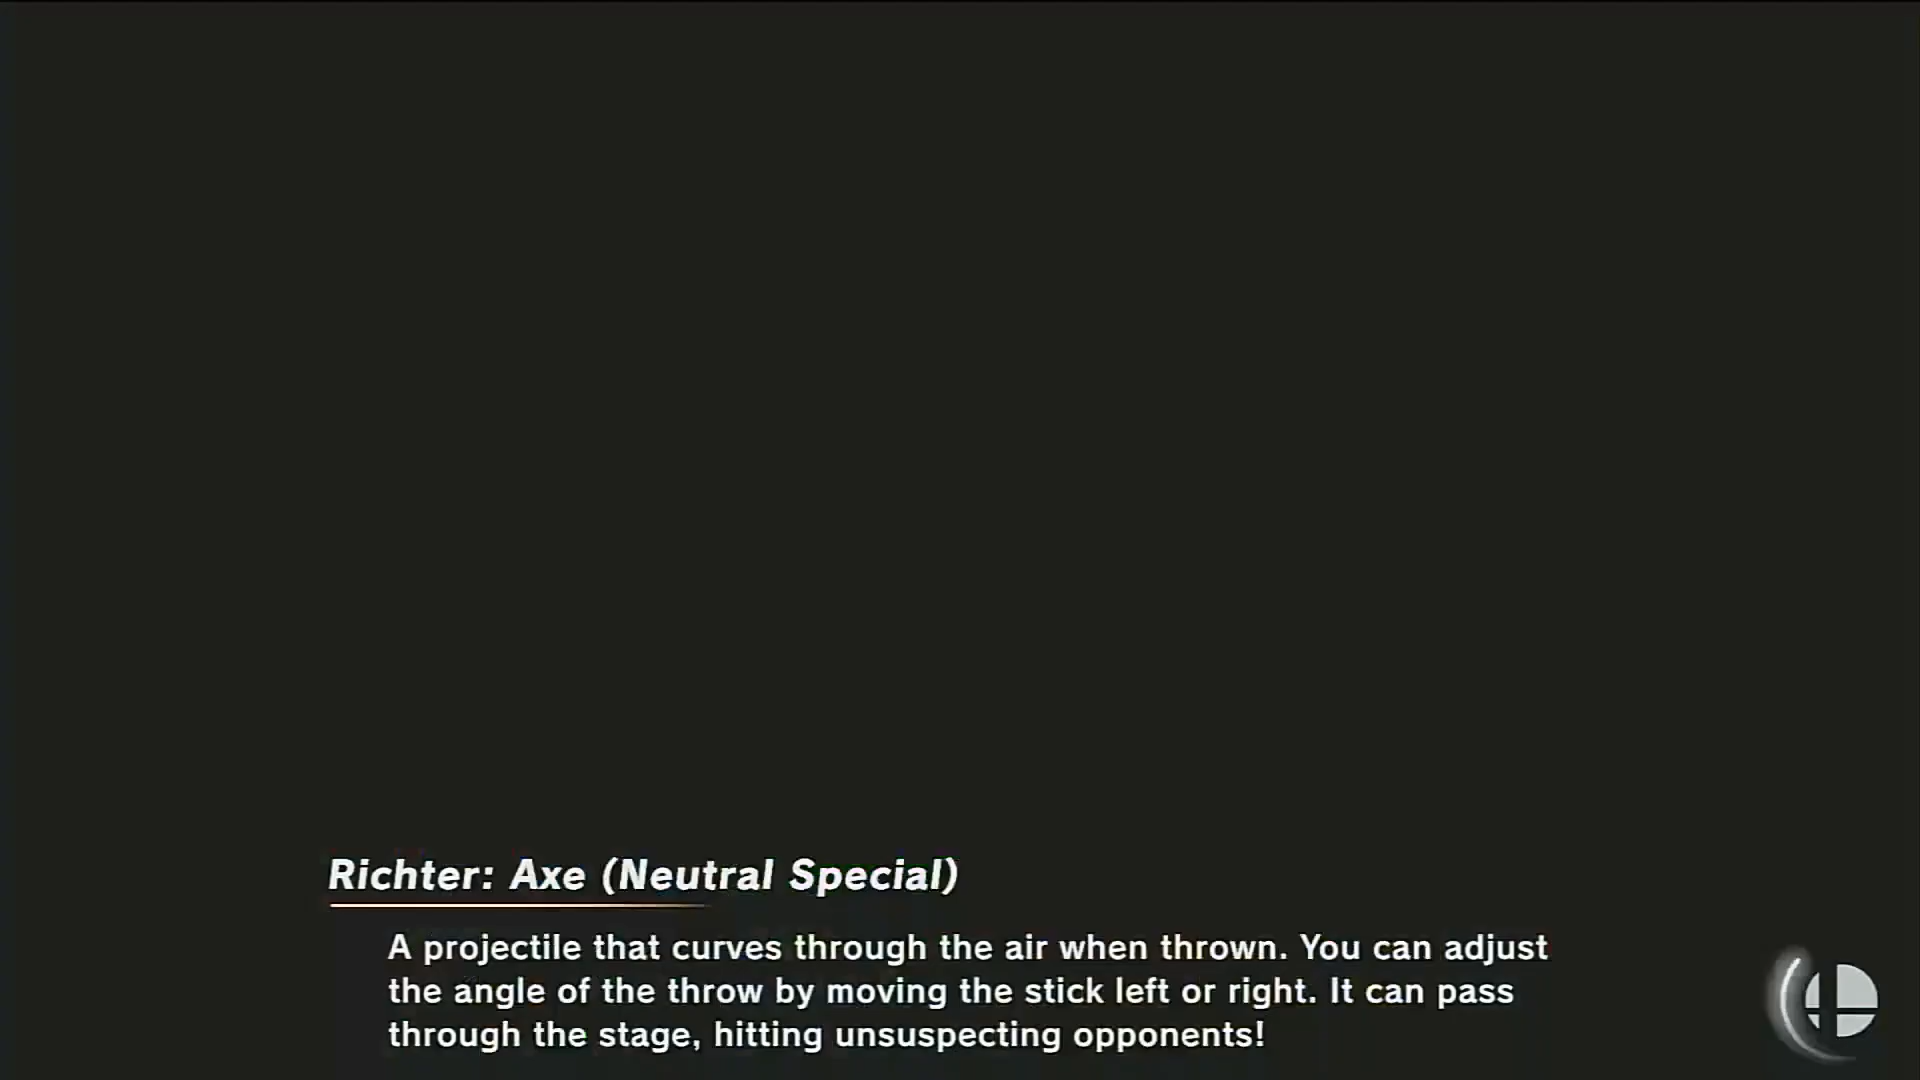 Richter: Axe (Neutral Special)
A projectile that curves through the air when thrown. You can adjust
the angle of the throw by moving the stick left or right. It can pass
through the stage, hitting unsuspecting opponents!